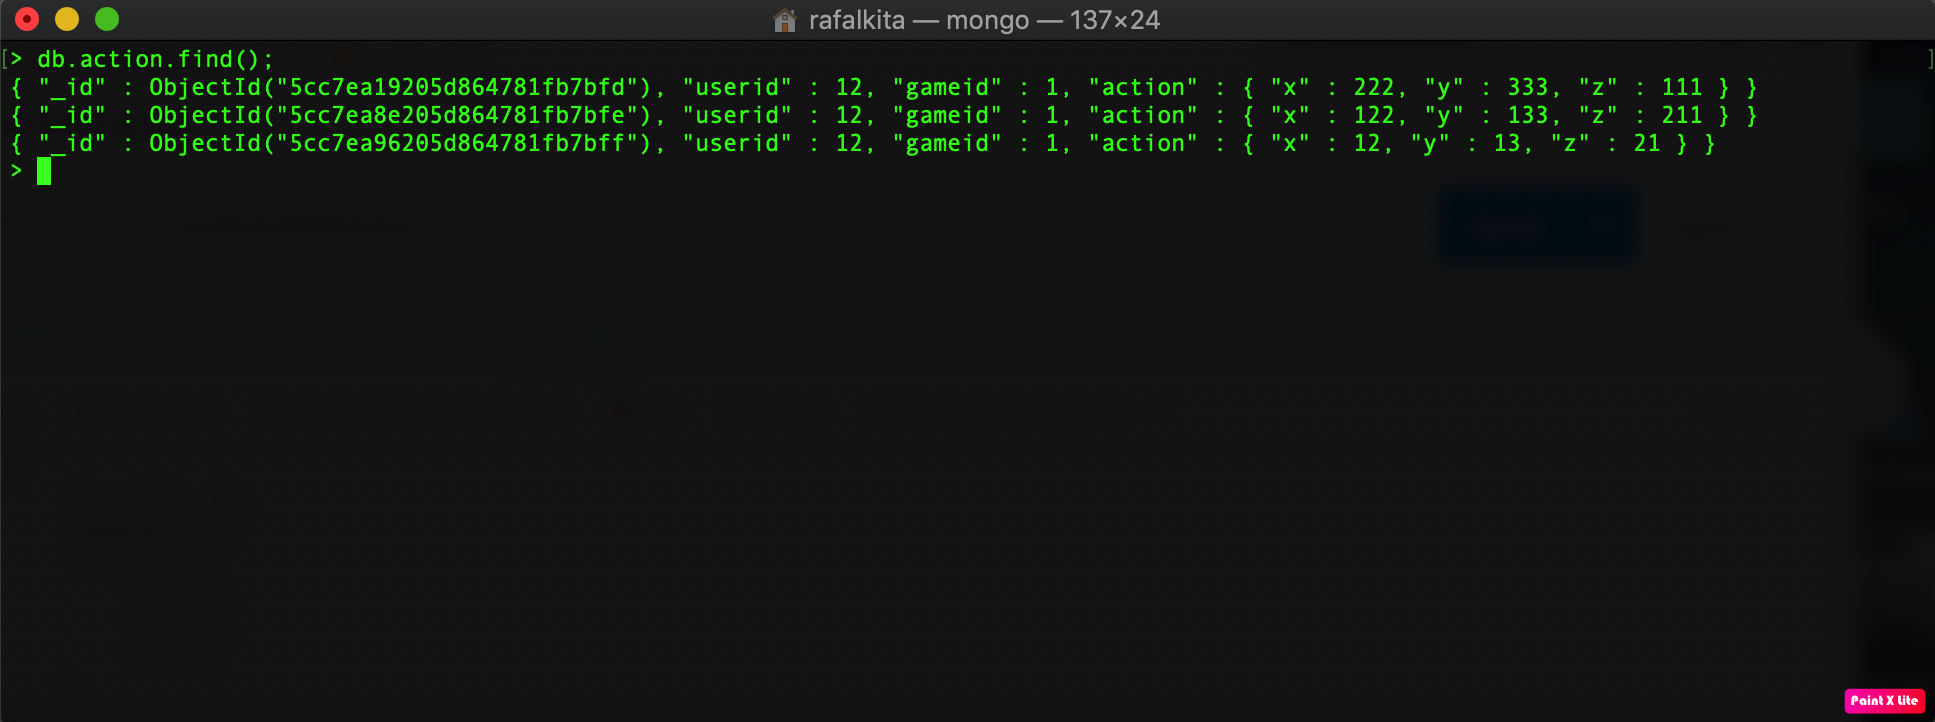 rafalkita — mongo — 137×24
[> db.action.find(); ]
{ "_id" : ObjectId("5cc7ea19205d864781fb7bfd"), "userid" : 12, "gameid" : 1, "action" : { "x" : 222, "y" : 333, "z" : 111 } }
{ "_id" : ObjectId("5cc7ea8e205d864781fb7bfe"), "userid" : 12, "gameid" : 1, "action" : { "x" : 122, "y" : 133, "z" : 211 } }
{ "_id" : ObjectId("5cc7ea96205d864781fb7bff"), "userid" : 12, "gameid" : 1, "action" : { "x" : 12, "y" : 13, "z" : 21 } }
>
Paint X Lite